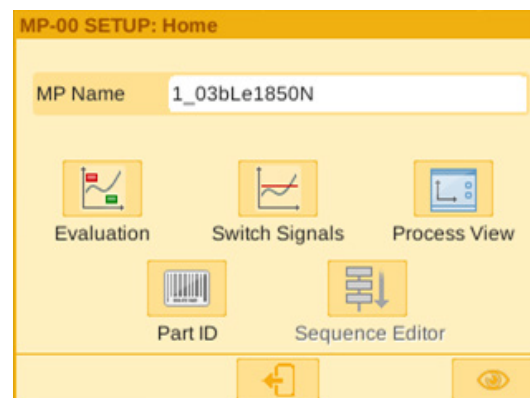 MP-00 SETUP: Home
MP Name 1_03bLe1850N
Evaluation Switch Signals Process View
Part ID Sequence Editor